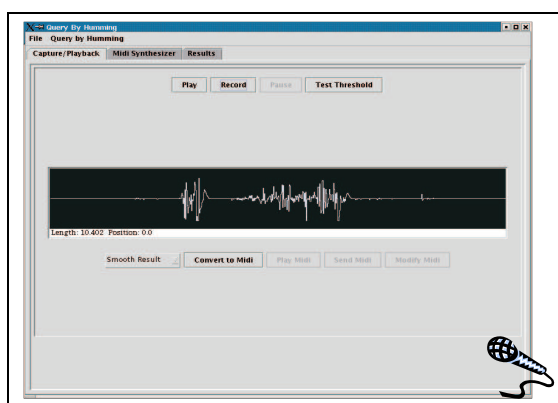 Query By Humming
File Query by Humming
Capture/Playback Midi Synthesizer Results
Play Record Pause Test Threshold
Length: 10.402 Position: 0.0
Smooth Result Convert to Midi Play Midi Send Midi Modify Midi